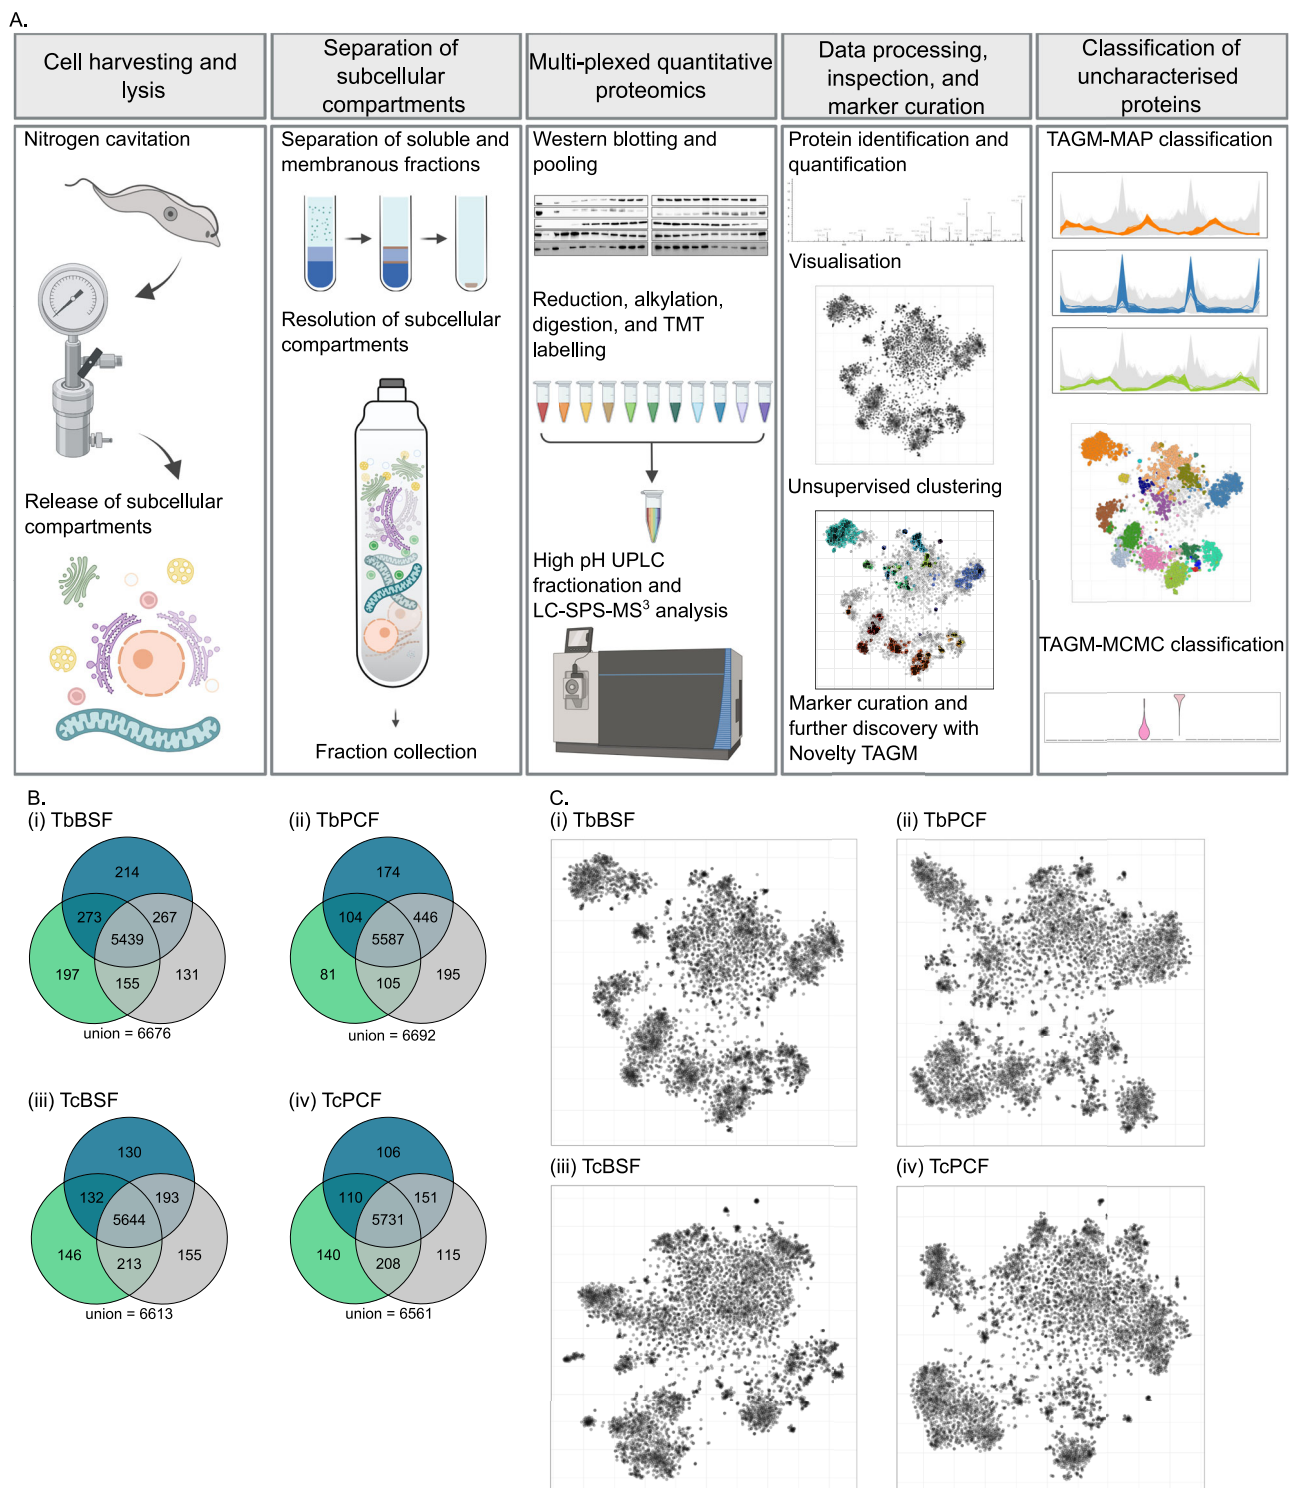 A.
Cell harvesting and
lysis
Separation of
subcellular
compartments
Multi-plexed quantitative
proteomics
Data processing,
inspection, and
marker curation
Classification of
uncharacterised
proteins
Nitrogen cavitation
Release of subcellular
compartments
Separation of soluble and
membranous fractions
Resolution of subcellular
compartments
Fraction collection
Western blotting and
pooling
Reduction, alkylation,
digestion, and TMT
labelling
High pH UPLC
fractionation and
LC-SPS-MS³ analysis
Protein identification and
quantification
Visualisation
Unsupervised clustering
Marker curation and
further discovery with
Novelty TAGM
TAGM-MAP classification
TAGM-MCMC classification
B.
(i) TbBSF
214
273
267
5439
197
155
131
union = 6676
(ii) TbPCF
174
104
446
5587
81
105
195
union = 6692
(iii) TcBSF
130
132
193
5644
146
213
155
union = 6613
(iv) TcPCF
106
110
151
5731
140
208
115
union = 6561
C.
(i) TbBSF
(ii) TbPCF
(iii) TcBSF
(iv) TcPCF